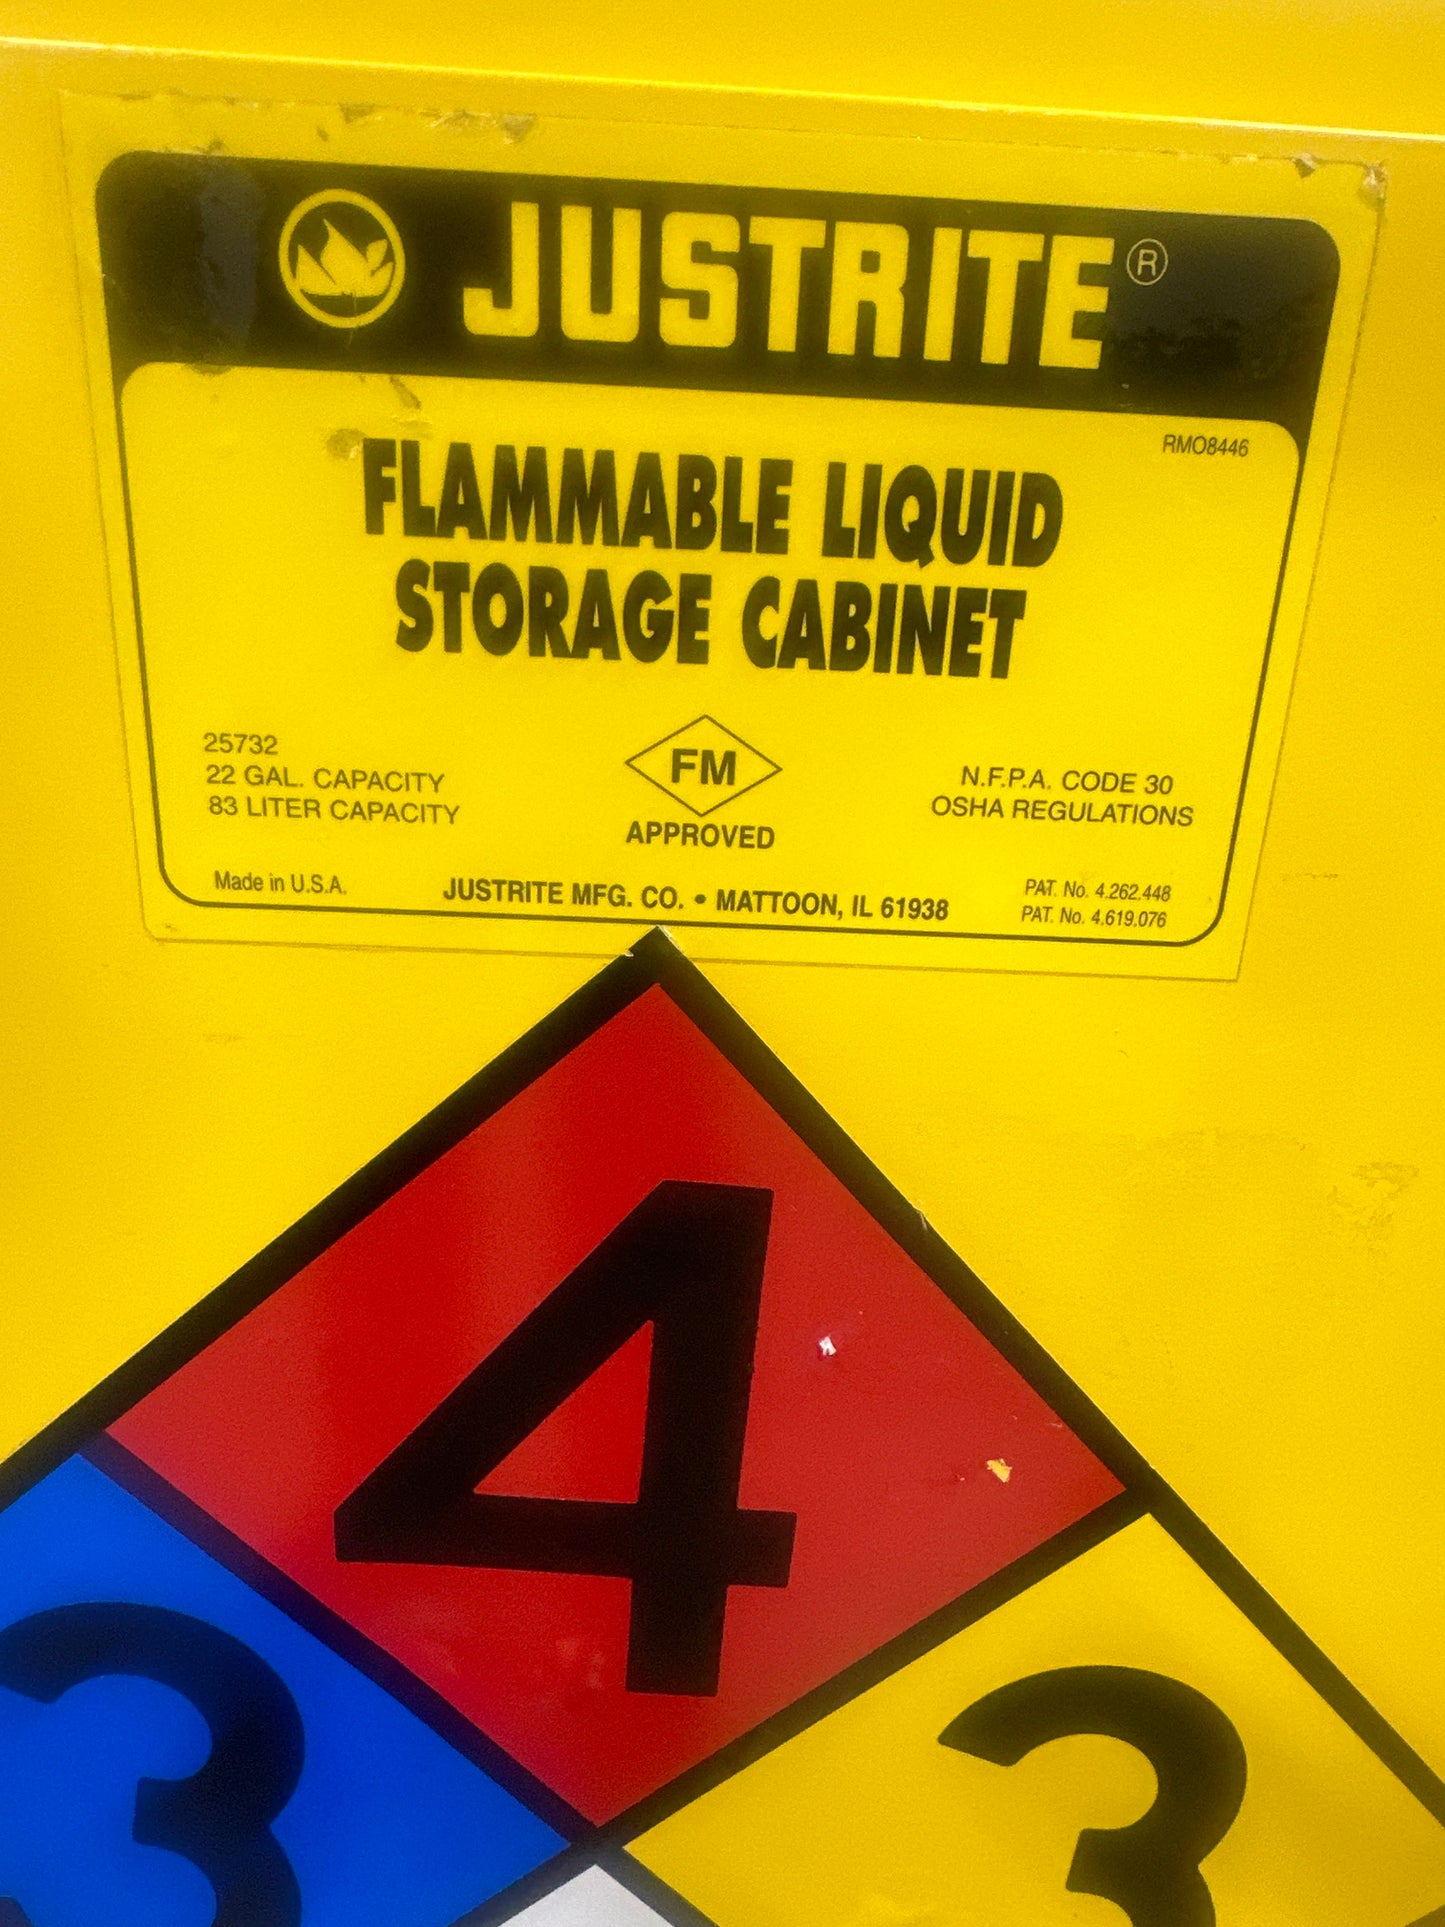 JUSTRITE®
RMO8446
FLAMMABLE LIQUID
STORAGE CABINET
25732
22 GAL. CAPACITY
83 LITER CAPACITY
FM
APPROVED
N.F.P.A. CODE 30
OSHA REGULATIONS
Made in U.S.A.
JUSTRITE MFG. CO. • MATTOON, IL 61938
PAT. No. 4.262.448
PAT. No. 4.619.076
4
3
3